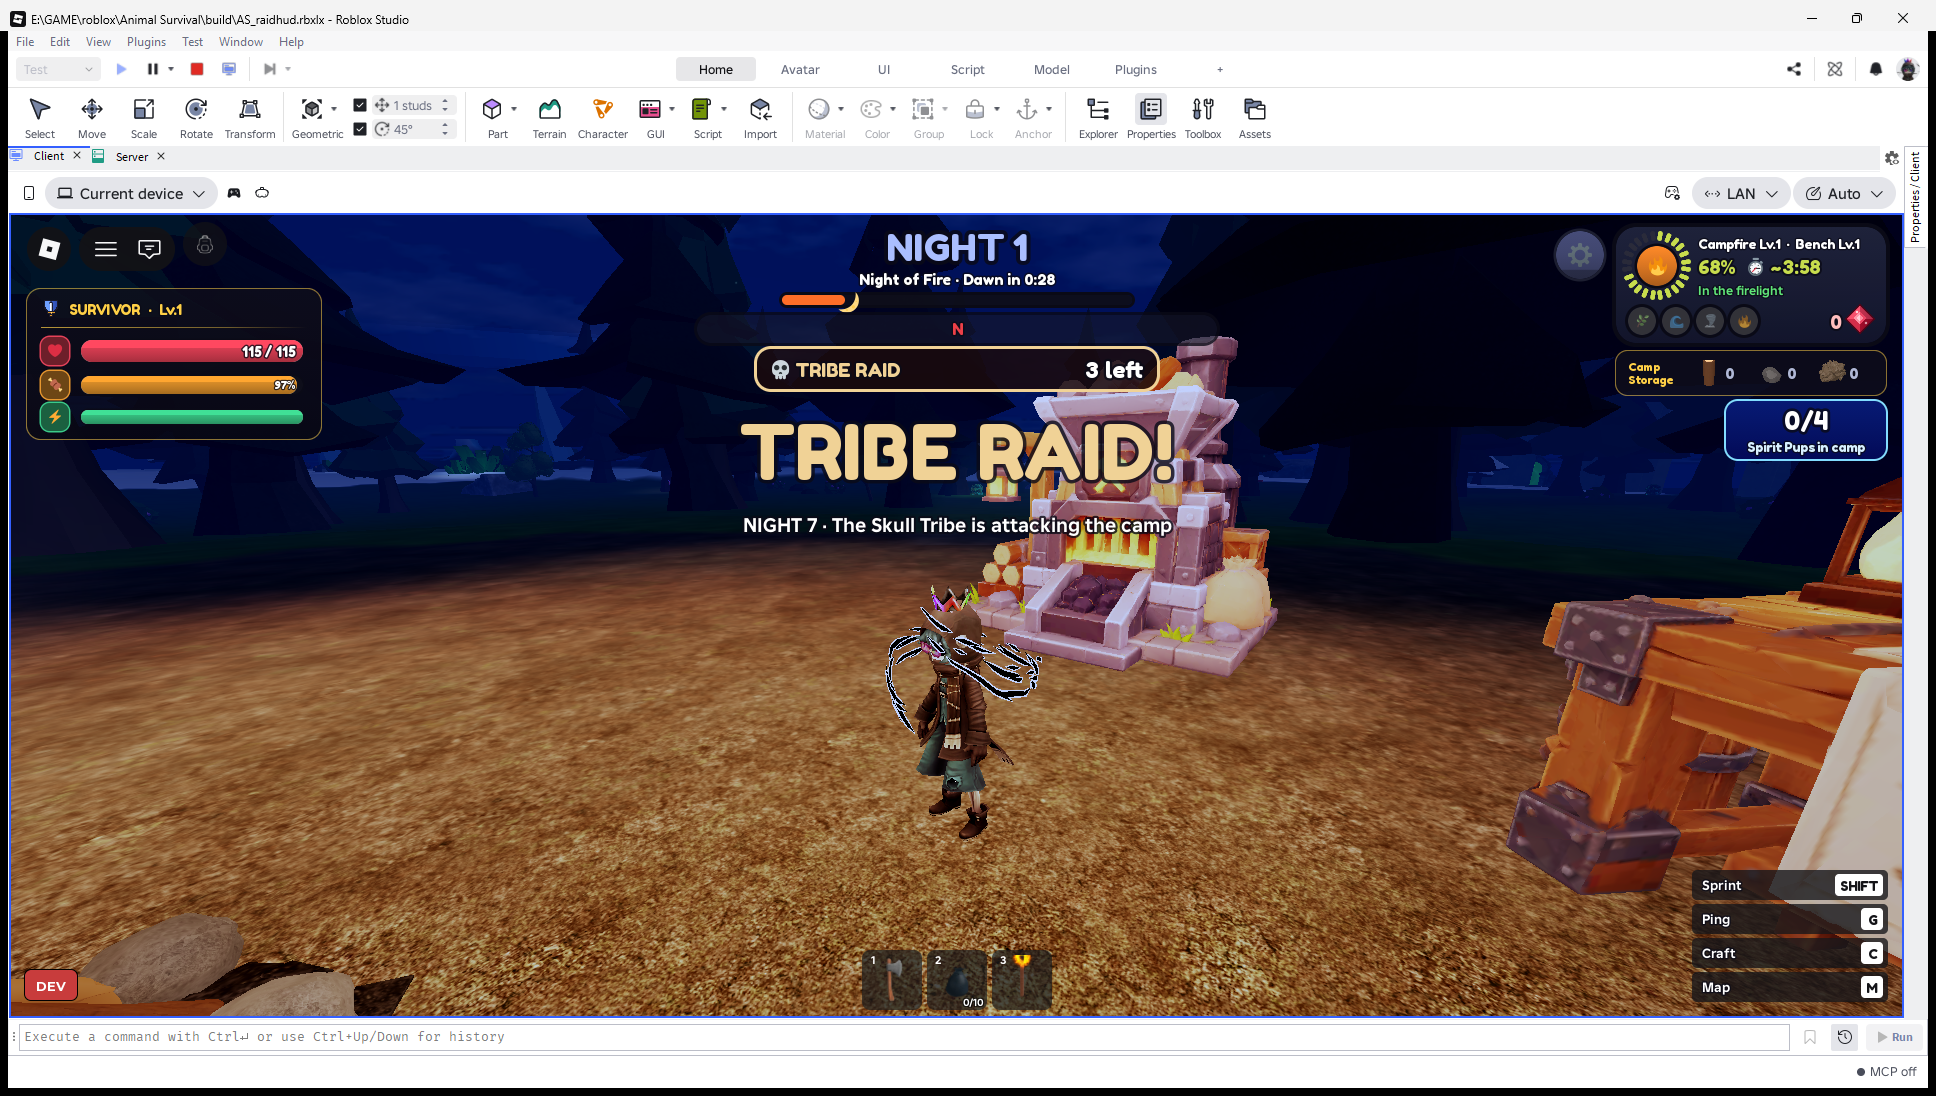 E:\GAME\roblox\Animal Survival\build\AS_raidhud.rbxlx - Roblox Studio
File Edit View Plugins Test Window Help
Test
Home Avatar UI Script Model Plugins +
1 studs
45°
Select Move Scale Rotate Transform Geometric Part Terrain Character GUI Script Import Material Color Group Lock Anchor Explorer Properties Toolbox Assets
Client Server
Properties / Client
Current device
LAN Auto
NIGHT 1
Night of Fire · Dawn in 0:28
N
TRIBE RAID 3 left
TRIBE RAID!
NIGHT 7 · The Skull Tribe is attacking the camp
SURVIVOR · Lv.1
115 / 115
97%
Campfire Lv.1 · Bench Lv.1
68% ~3:58
In the firelight
0
Camp Storage 0 0 0
0/4
Spirit Pups in camp
Sprint SHIFT
Ping G
Craft C
Map M
DEV
1 2 3
0/10
Execute a command with Ctrl↵ or use Ctrl+Up/Down for history
Run
MCP off